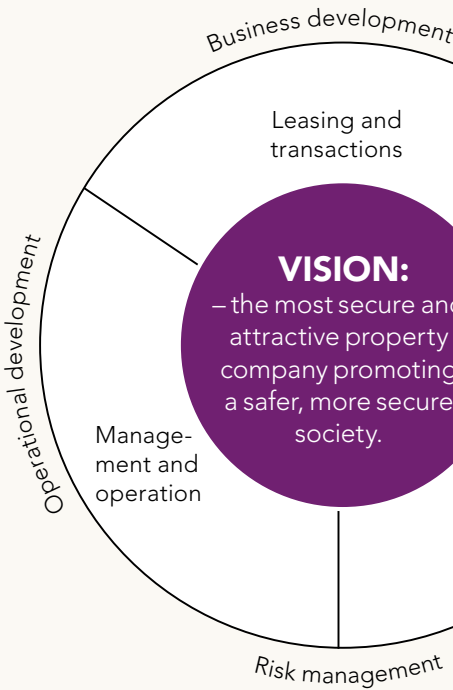 Business development
Leasing and
transactions
VISION:
– the most secure and
attractive property
company promoting
a safer, more secure
society.
Operational development
Manage-
ment and
operation
Risk management